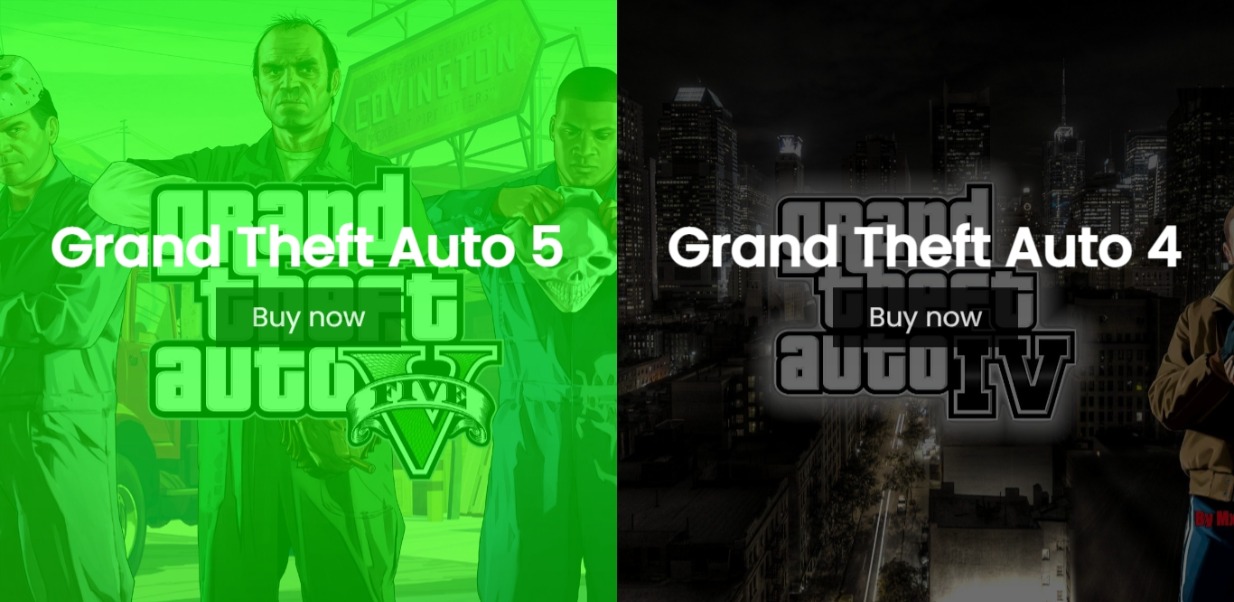 COVINGTON
grand
theft
auto V
FIVE
Grand Theft Auto 5
Buy now
grand
theft
auto IV
Grand Theft Auto 4
Buy now